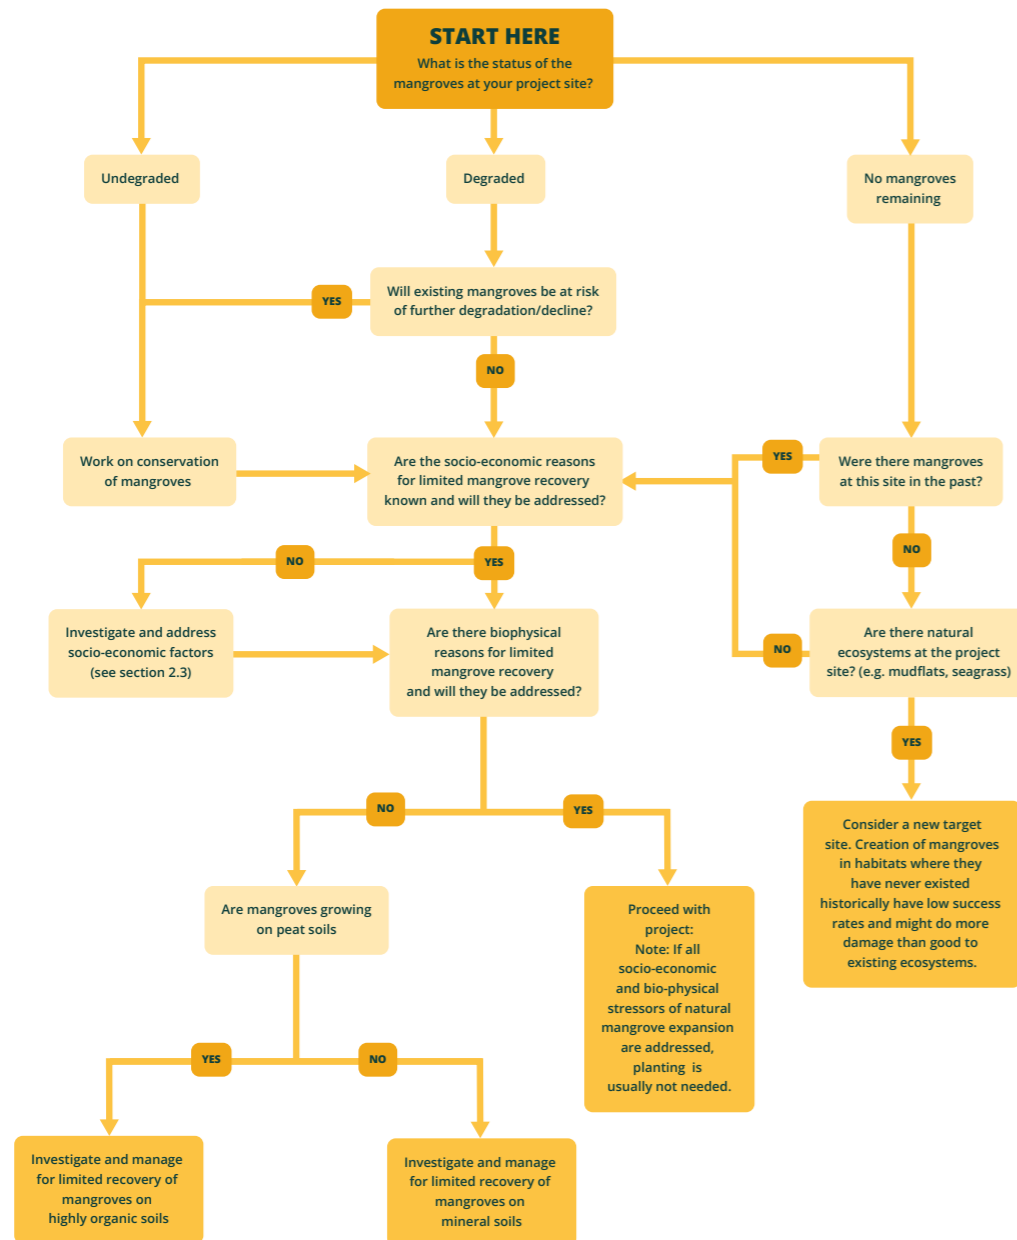 START HERE
What is the status of the
mangroves at your project site?
Undegraded
Degraded
No mangroves
remaining
Will existing mangroves be at risk
of further degradation/decline?
YES
NO
Work on conservation
of mangroves
Are the socio-economic reasons
for limited mangrove recovery
known and will they be addressed?
YES
Were there mangroves
at this site in the past?
NO
NO
YES
Investigate and address
socio-economic factors
(see section 2.3)
Are there biophysical
reasons for limited
mangrove recovery
and will they be addressed?
NO
Are there natural
ecosystems at the project
site? (e.g. mudflats, seagrass)
YES
NO
YES
Consider a new target
site. Creation of mangroves
in habitats where they
have never existed
historically have low success
rates and might do more
damage than good to
existing ecosystems.
Are mangroves growing
on peat soils
Proceed with
project:
Note: If all
socio-economic
and bio-physical
stressors of natural
mangrove expansion
are addressed,
planting is
usually not needed.
YES
NO
Investigate and manage
for limited recovery of
mangroves on
highly organic soils
Investigate and manage
for limited recovery of
mangroves on
mineral soils